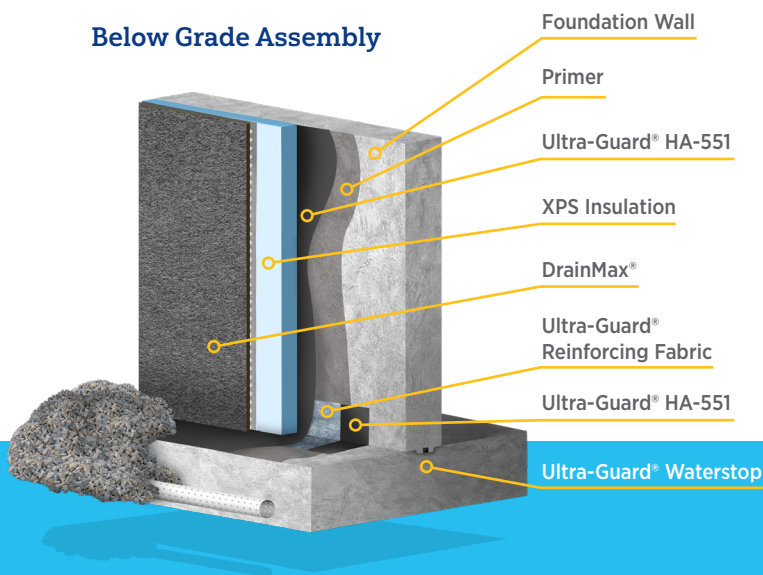 Below Grade Assembly
Foundation Wall
Primer
Ultra-Guard® HA-551
XPS Insulation
DrainMax®
Ultra-Guard®
Reinforcing Fabric
Ultra-Guard® HA-551
Ultra-Guard® Waterstop